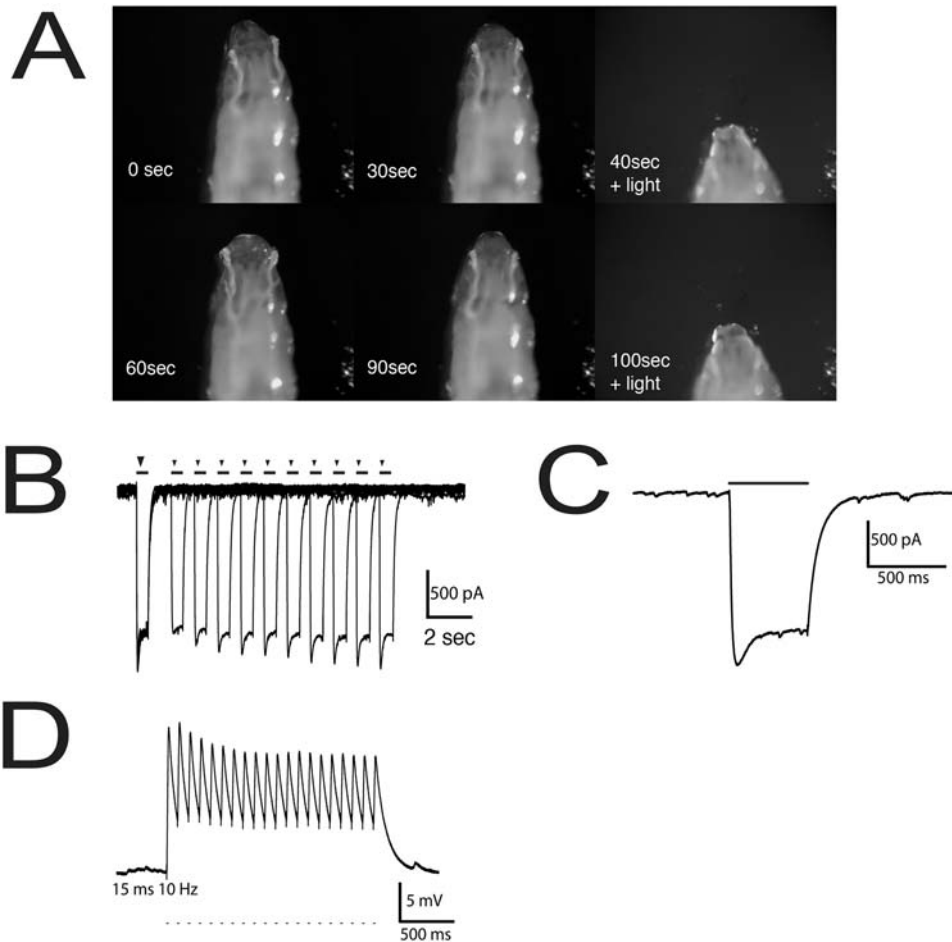 A
0 sec
30sec
40sec
+ light
60sec
90sec
100sec
+ light
B
500 pA
2 sec
C
500 pA
500 ms
D
15 ms 10 Hz
5 mV
500 ms